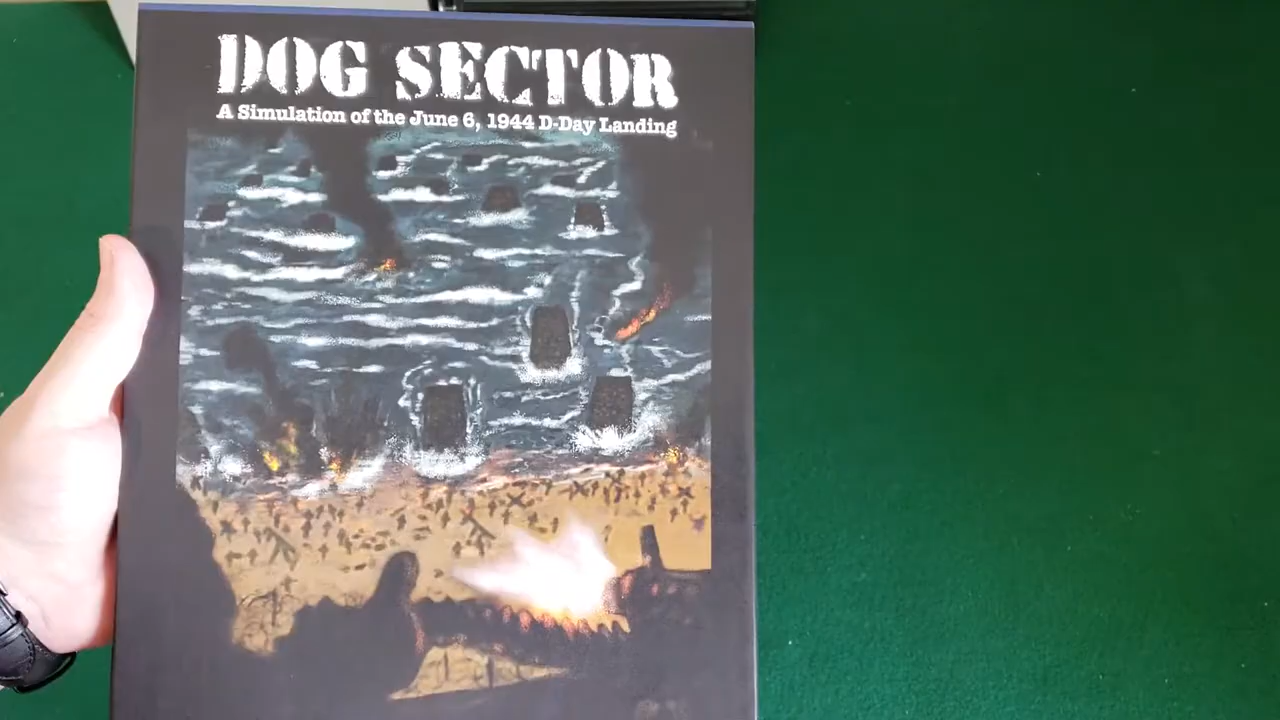 DOG SECTOR
A Simulation of the June 6, 1944 D-Day Landing